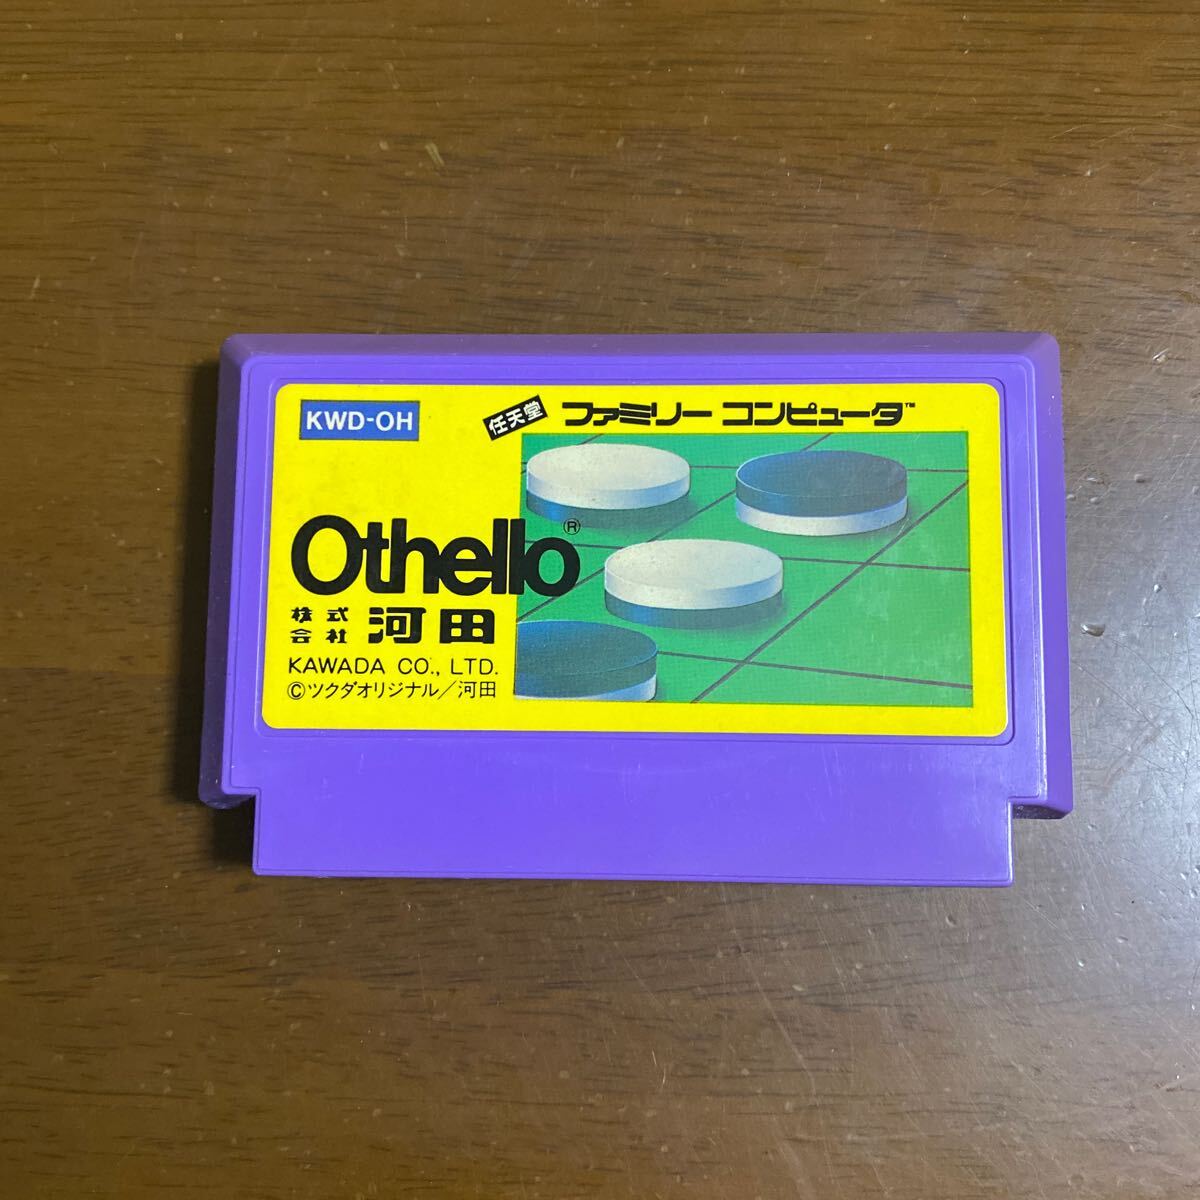 KWD-OH
任天堂 ファミリー コンピュータ™
Othello®
株式会社 河田
KAWADA CO., LTD.
©ツクダオリジナル/河田